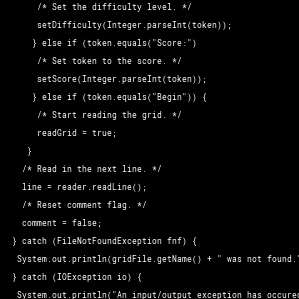 /* Set the difficulty level. */
setDifficulty(Integer.parseInt(token));
} else if (token.equals("Score:")
/* Set token to the score. */
setScore(Integer.parseInt(token));
} else if (token.equals("Begin")) {
/* Start reading the grid. */
readGrid = true;
}
/* Read in the next line. */
line = reader.readLine();
/* Reset comment flag. */
comment = false;
} catch (FileNotFoundException fnf) {
System.out.println(gridFile.getName() + " was not found."
} catch (IOException io) {
System.out.println("An input/output exception has occured